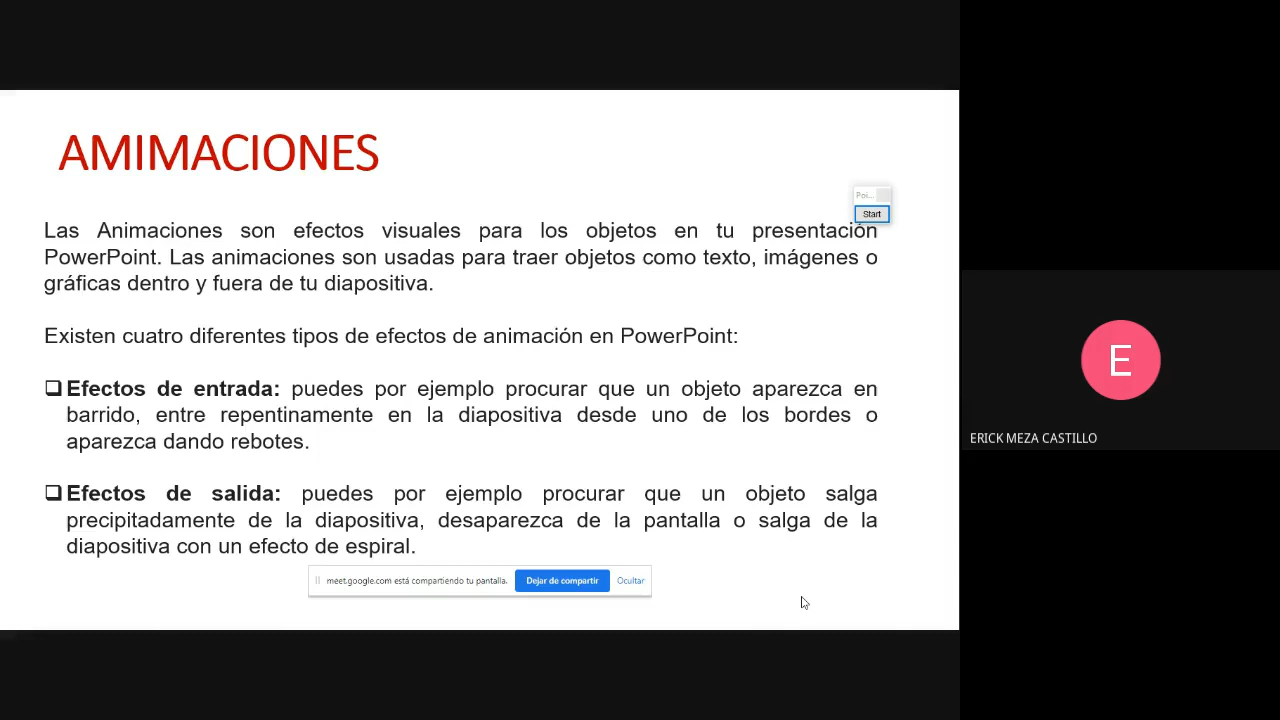 AMIMACIONES
Poi...
Start
Las Animaciones son efectos visuales para los objetos en tu presentación
PowerPoint. Las animaciones son usadas para traer objetos como texto, imágenes o
gráficas dentro y fuera de tu diapositiva.
Existen cuatro diferentes tipos de efectos de animación en PowerPoint:
❑ Efectos de entrada: puedes por ejemplo procurar que un objeto aparezca en
barrido, entre repentinamente en la diapositiva desde uno de los bordes o
aparezca dando rebotes.
❑ Efectos de salida: puedes por ejemplo procurar que un objeto salga
precipitadamente de la diapositiva, desaparezca de la pantalla o salga de la
diapositiva con un efecto de espiral.
meet.google.com está compartiendo tu pantalla. Dejar de compartir Ocultar
E
ERICK MEZA CASTILLO